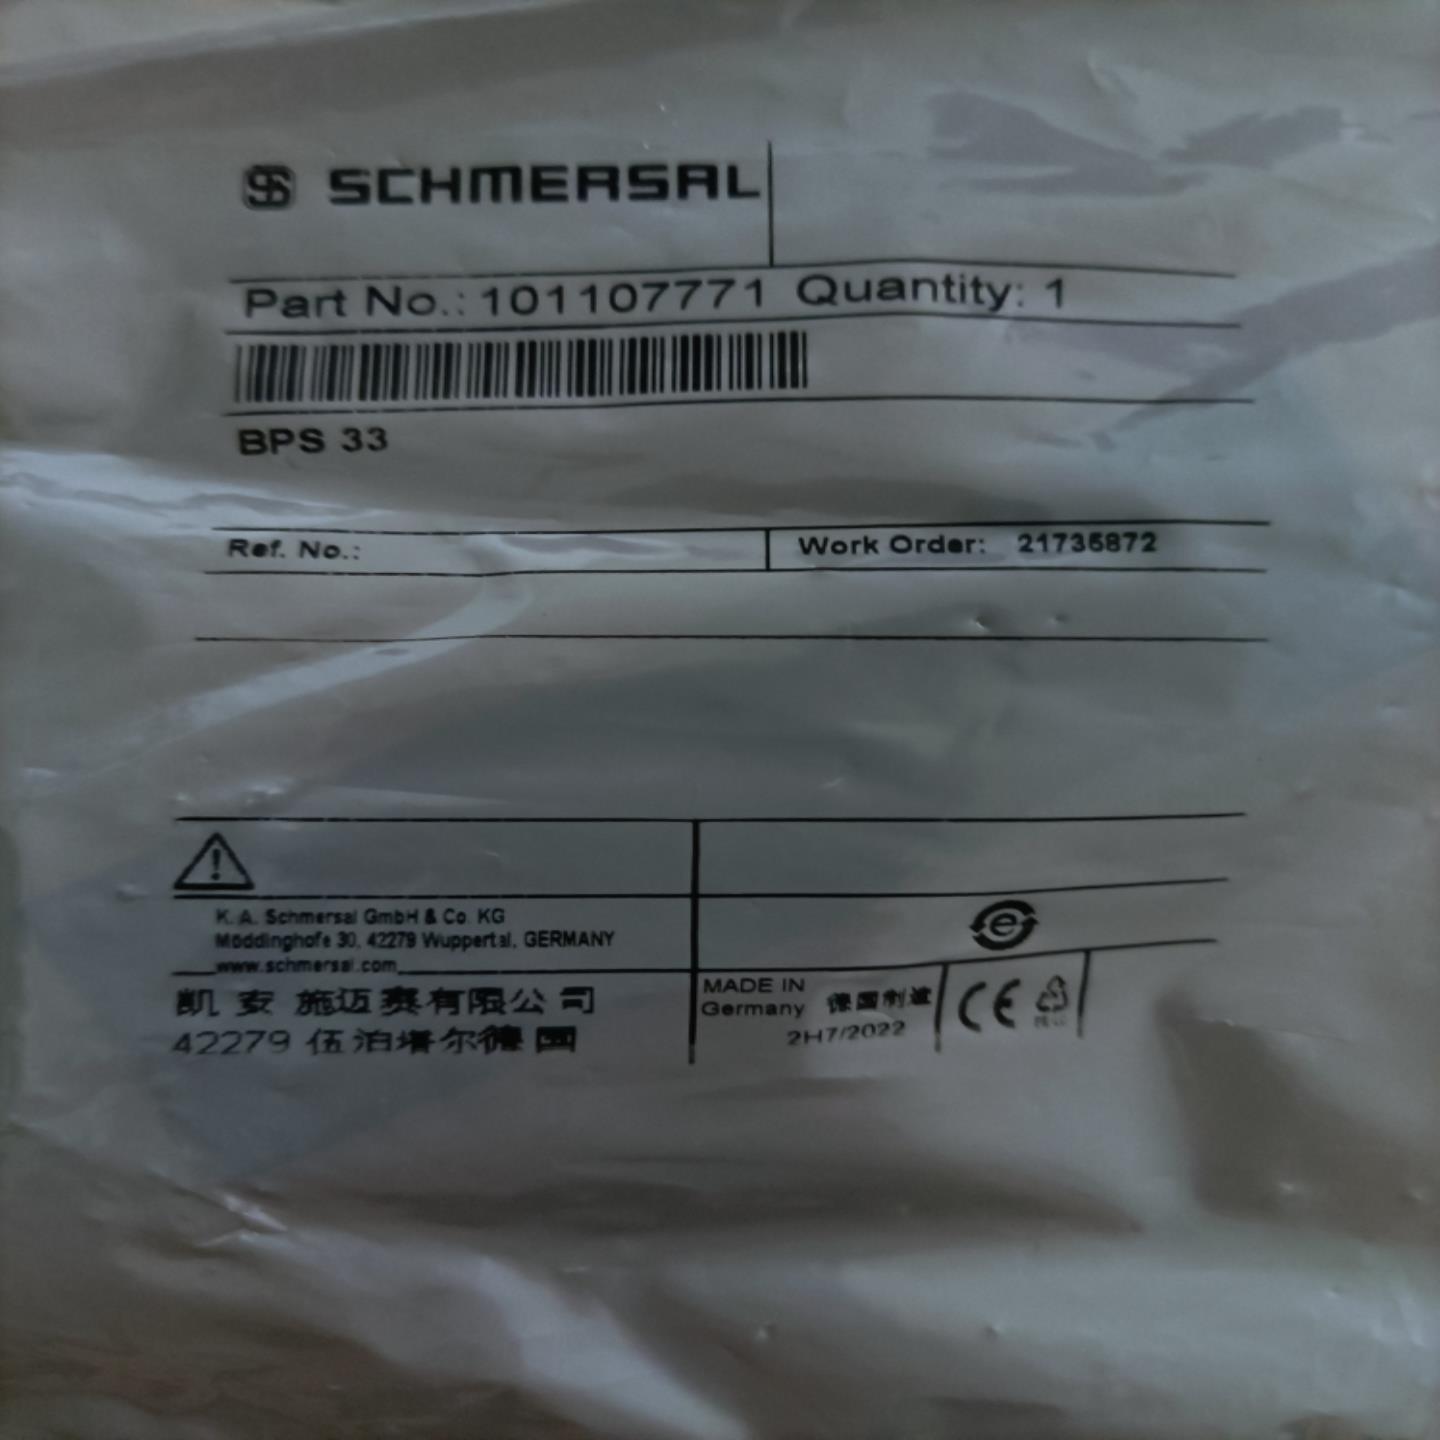 SCHMERSAL
Part No.: 101107771 Quantity: 1
BPS 33
Ref. No.:
Work Order: 21735872
K. A. Schmersal GmbH & Co. KG
Möddinghofe 30, 42279 Wuppertal, GERMANY
www.schmersal.com
凯 安 施迈赛有限公司
42279 伍泊塔尔德国
MADE IN
Germany 德国制造
2H7/2022
CE